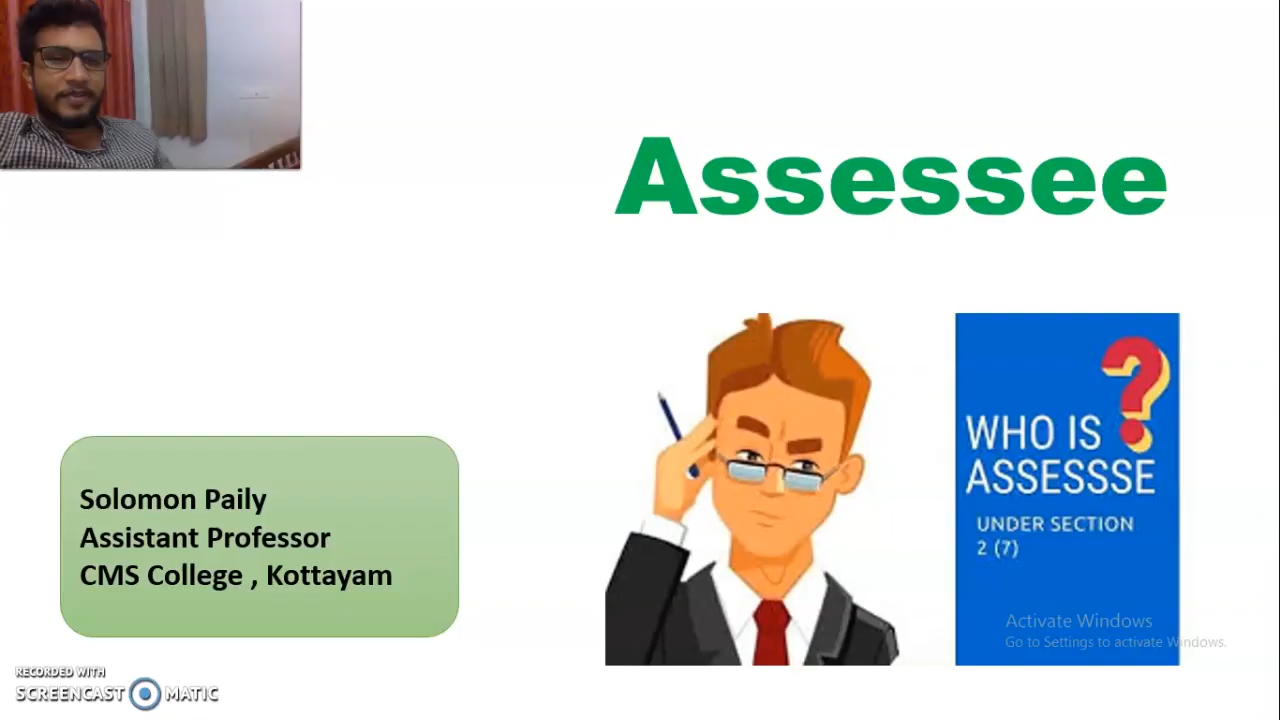 Assessee
WHO IS
ASSESSSE
UNDER SECTION
2 (7)
Solomon Paily
Assistant Professor
CMS College , Kottayam
Activate Windows
Go to Settings to activate Windows.
RECORDED WITH
SCREENCAST MATIC